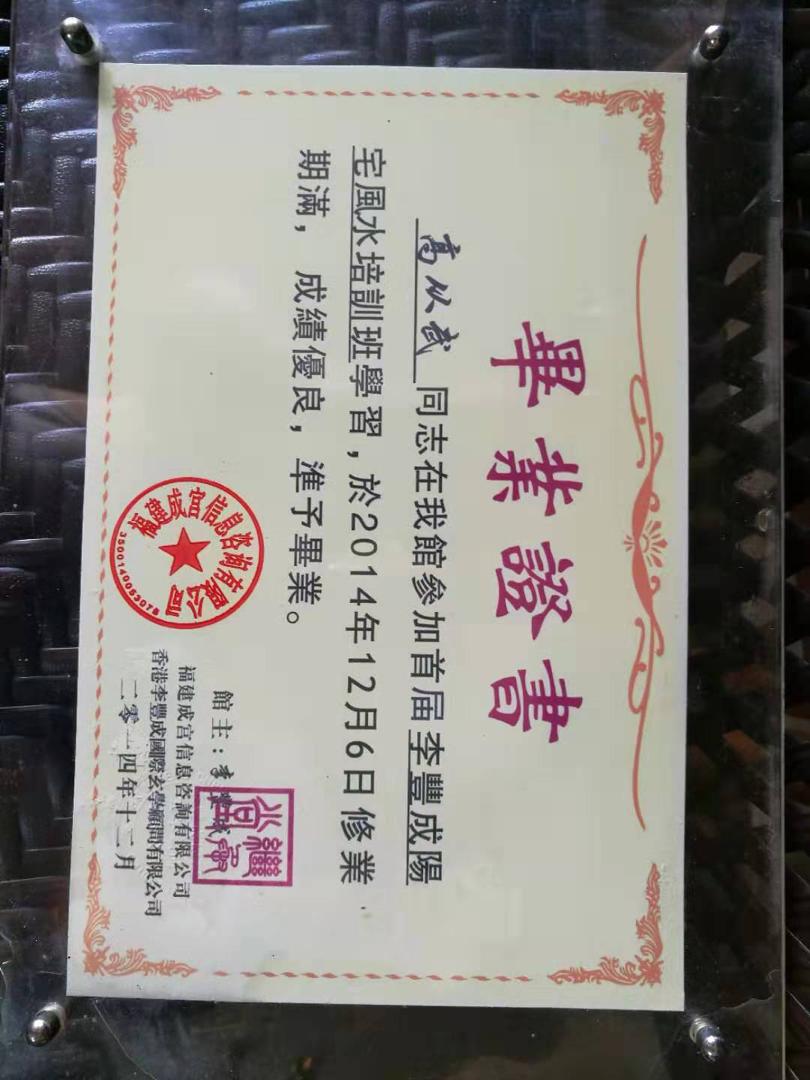 畢業證書
高从武同志在我館參加首届李豐成陽
宅風水培訓班學習，於2014年12月6日修業
期滿，成績優良，准予畢業。
館主：李豐成
福建成宫信息咨詢有限公司
香港李豐成國際玄學顧問有限公司
二零一四年十二月
福建成宫信息咨询有限公司